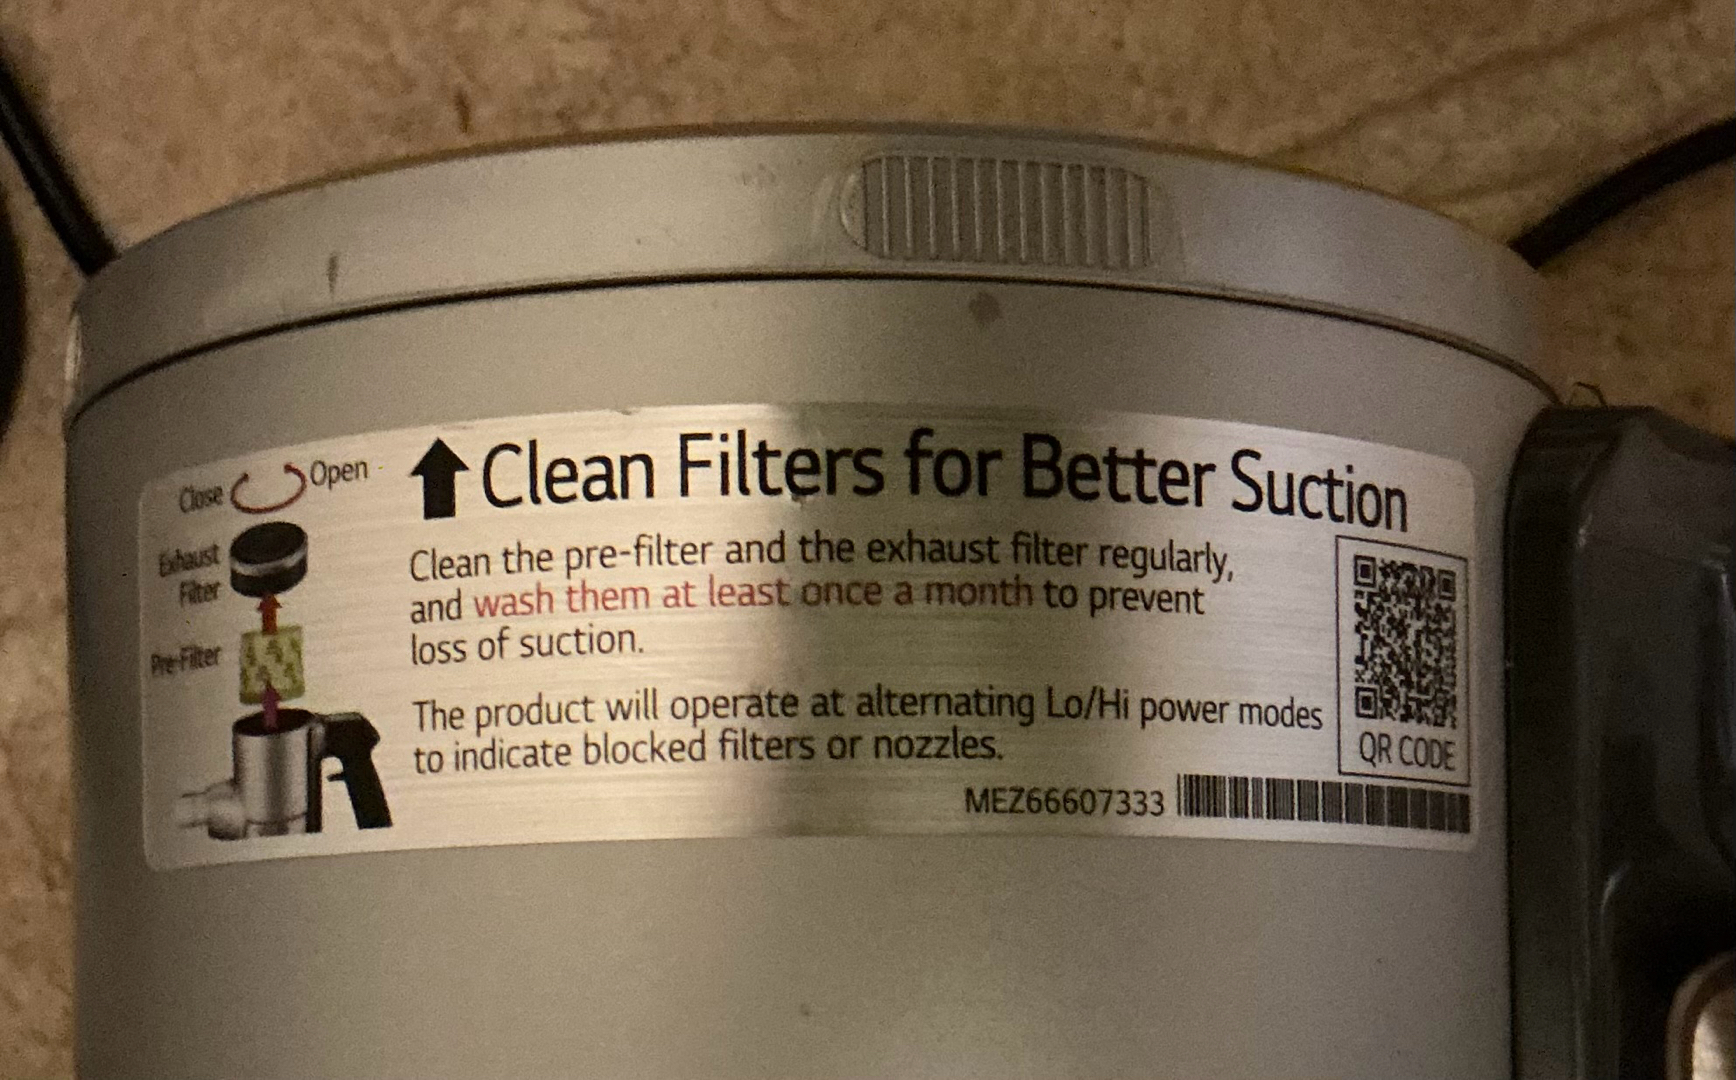 Close Open
Exhaust
Filter
Pre-Filter
Clean Filters for Better Suction
Clean the pre-filter and the exhaust filter regularly,
and wash them at least once a month to prevent
loss of suction.
The product will operate at alternating Lo/Hi power modes
to indicate blocked filters or nozzles.
QR CODE
MEZ66607333